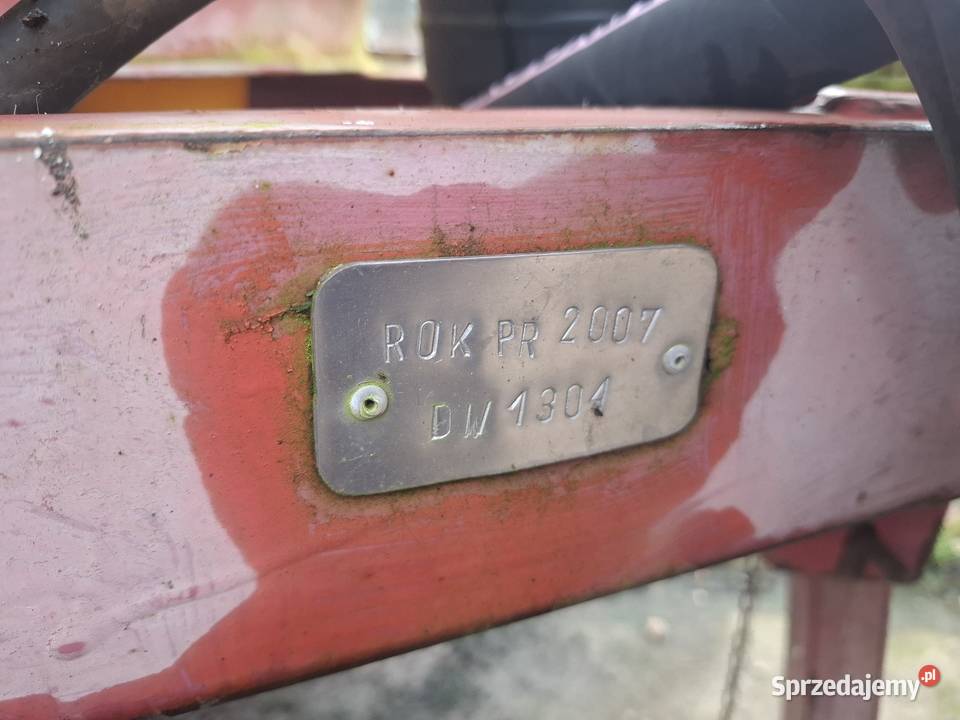 ROK PR 2007
DW 1301
Sprzedajemy.pl